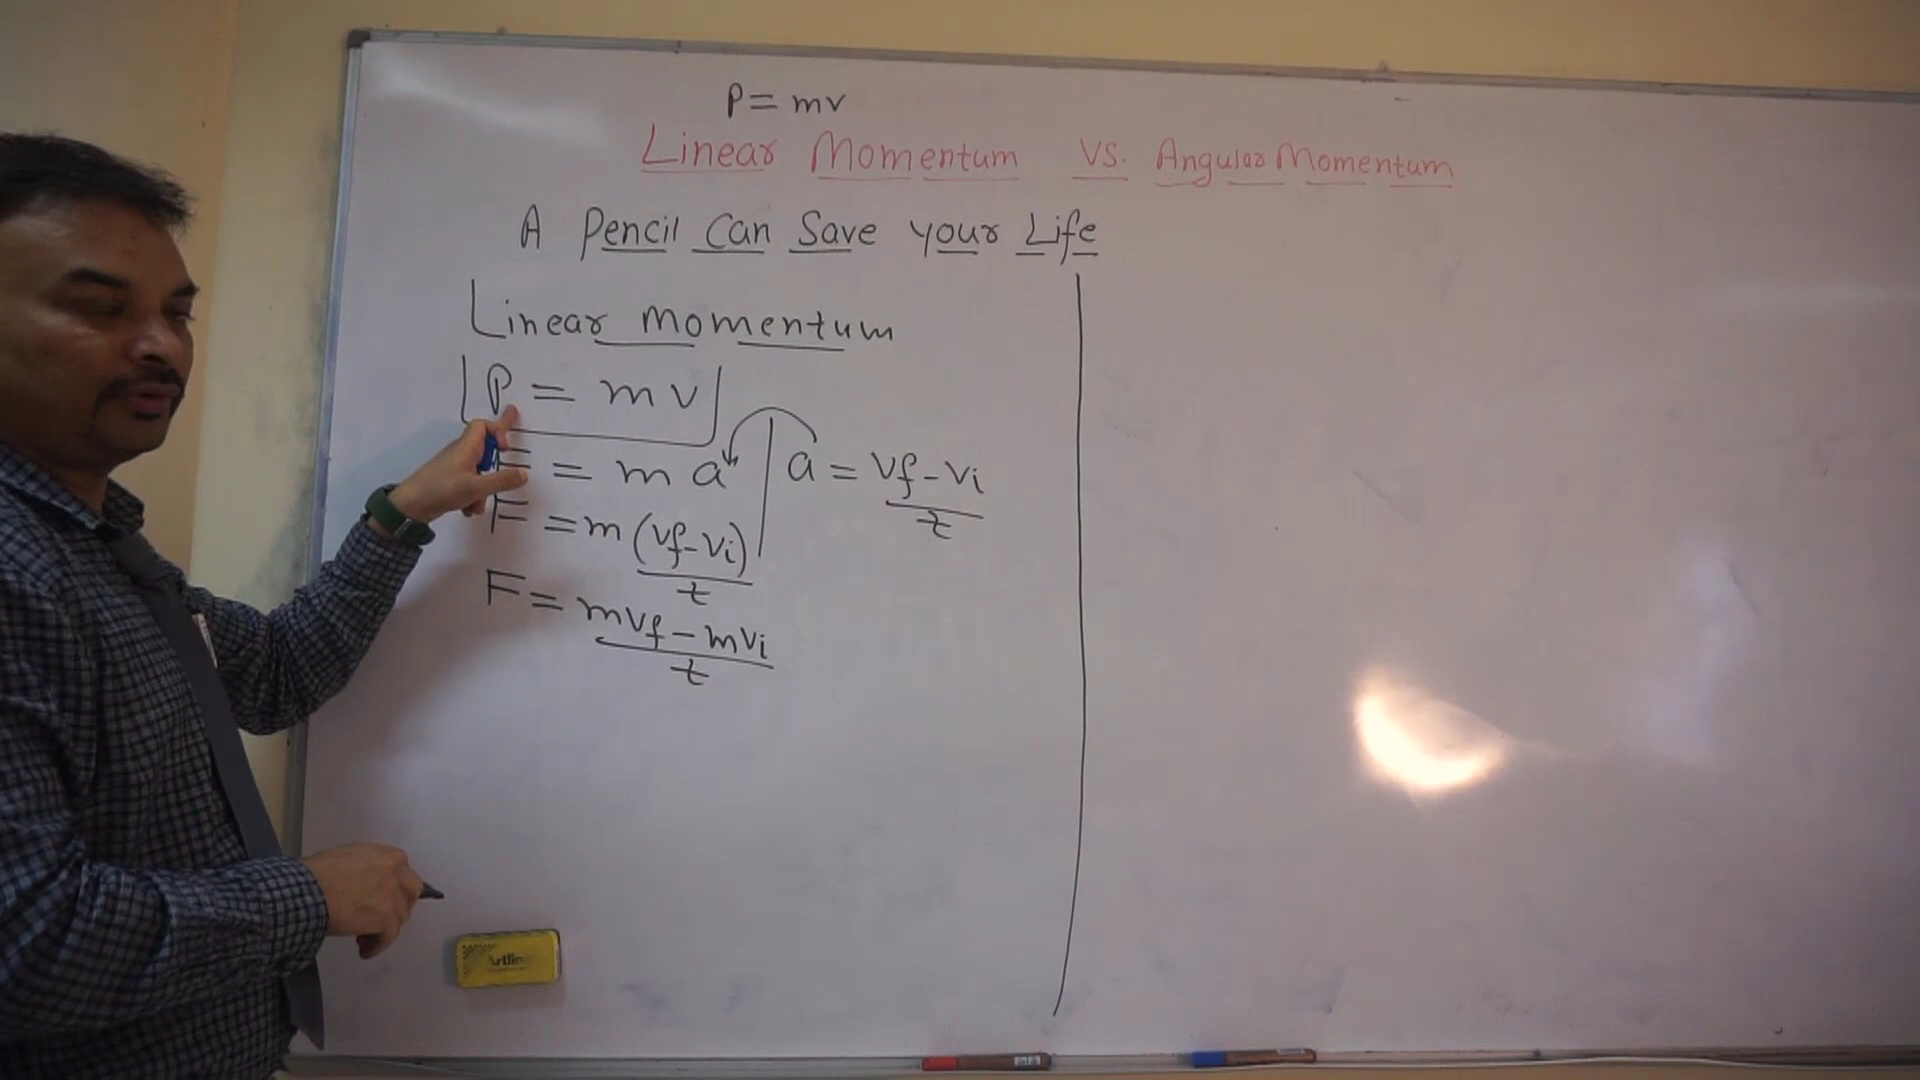 P = mv
Linear Momentum VS. Angular Momentum
A Pencil Can Save your Life
Linear momentum
P = mv
F = ma
a = vf - vi / t
F = m (vf - vi) / t
F = mvf - mvi / t
Artline